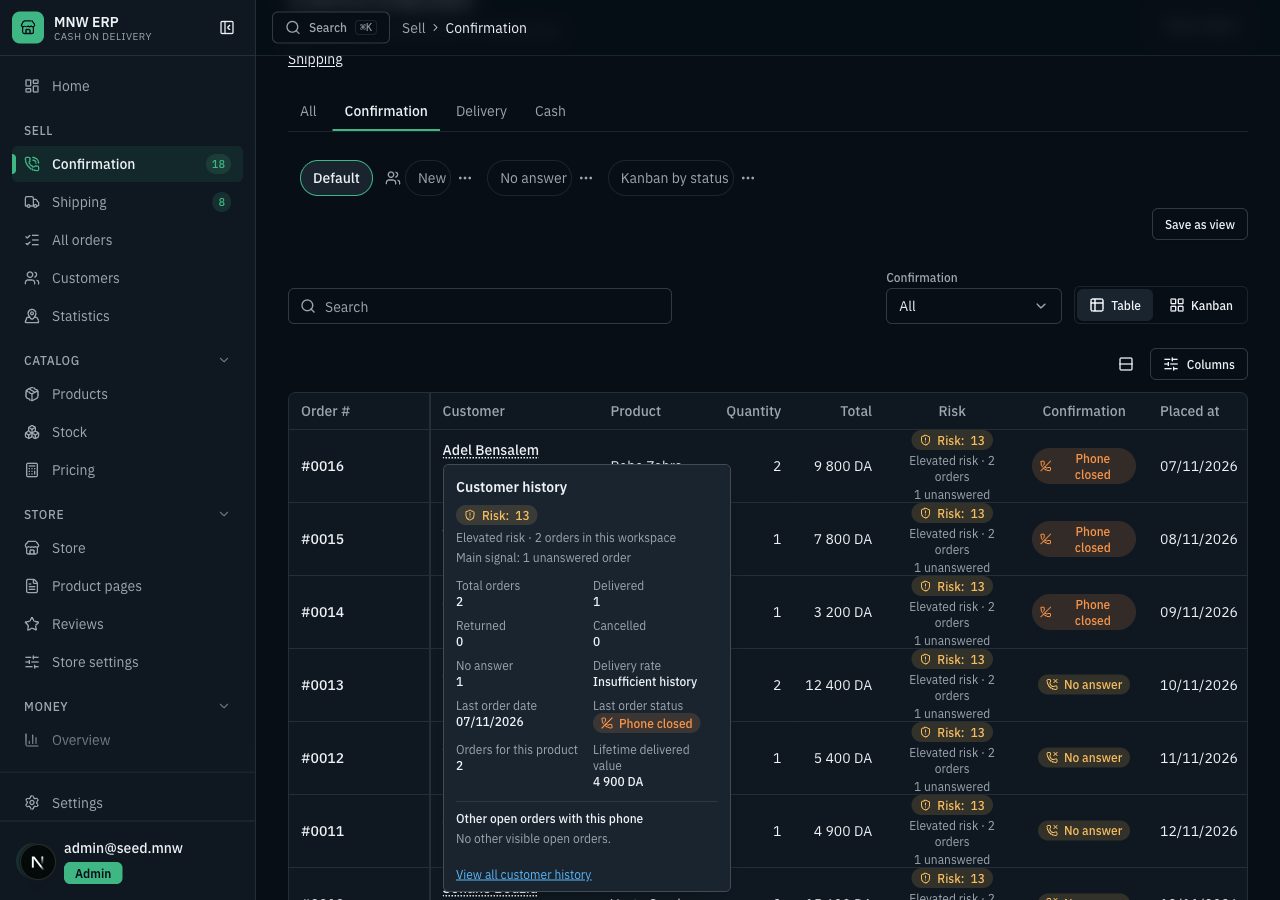 MNW ERP
CASH ON DELIVERY
Search ⌘K
Sell › Confirmation
Home
SELL
Confirmation 18
Shipping 8
All orders
Customers
Statistics
CATALOG
Products
Stock
Pricing
STORE
Store
Product pages
Reviews
Store settings
MONEY
Overview
Settings
N
admin@seed.mnw
Admin
Shipping
All Confirmation Delivery Cash
Default New ··· No answer ··· Kanban by status ···
Save as view
Confirmation
Search
All
Table Kanban
Columns
Order # Customer Product Quantity Total Risk Confirmation Placed at
#0016 Adel Bensalem 2 9 800 DA Risk: 13 Elevated risk · 2 orders 1 unanswered Phone closed 07/11/2026
#0015 1 7 800 DA Risk: 13 Elevated risk · 2 orders 1 unanswered Phone closed 08/11/2026
#0014 1 3 200 DA Risk: 13 Elevated risk · 2 orders 1 unanswered Phone closed 09/11/2026
#0013 2 12 400 DA Risk: 13 Elevated risk · 2 orders 1 unanswered No answer 10/11/2026
#0012 1 5 400 DA Risk: 13 Elevated risk · 2 orders 1 unanswered No answer 11/11/2026
#0011 1 4 900 DA Risk: 13 Elevated risk · 2 orders 1 unanswered No answer 12/11/2026
Risk: 13
Customer history
Risk: 13
Elevated risk · 2 orders in this workspace
Main signal: 1 unanswered order
Total orders Delivered
2 1
Returned Cancelled
0 0
No answer Delivery rate
1 Insufficient history
Last order date Last order status
07/11/2026 Phone closed
Orders for this product Lifetime delivered value
2 4 900 DA
Other open orders with this phone
No other visible open orders.
View all customer history